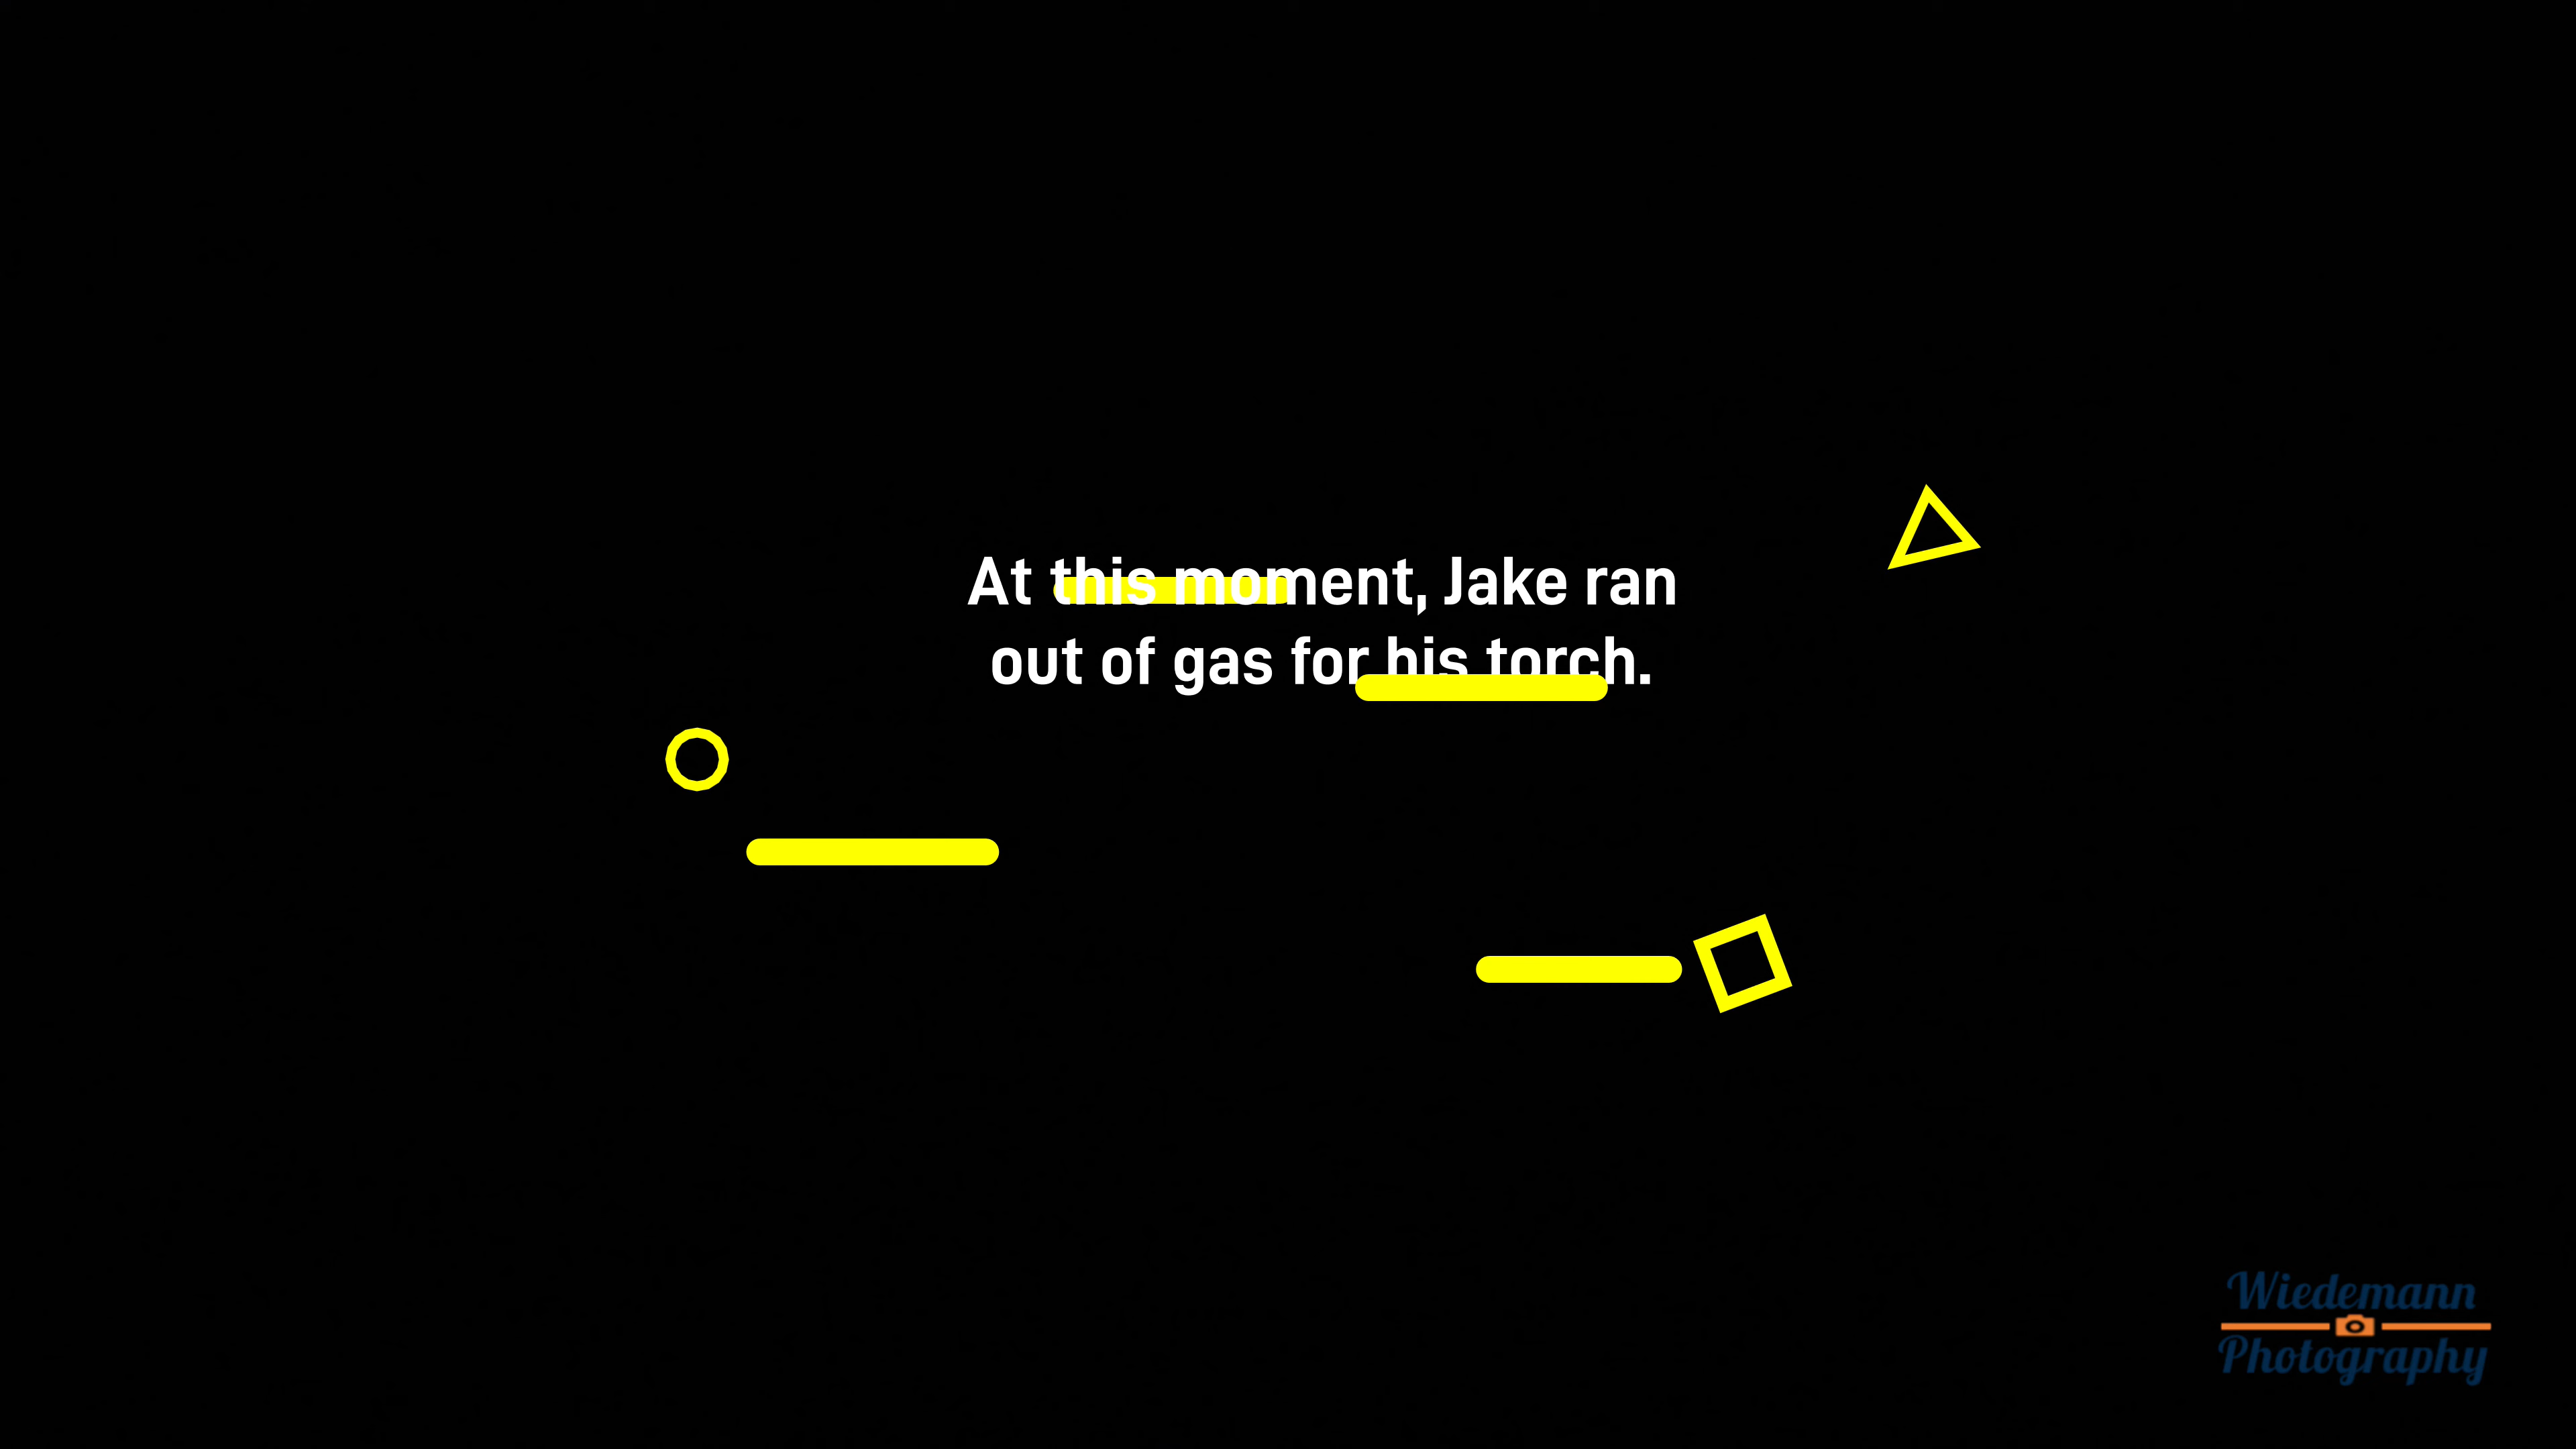 At this moment, Jake ran
out of gas for his torch.
Wiedemann
Photography